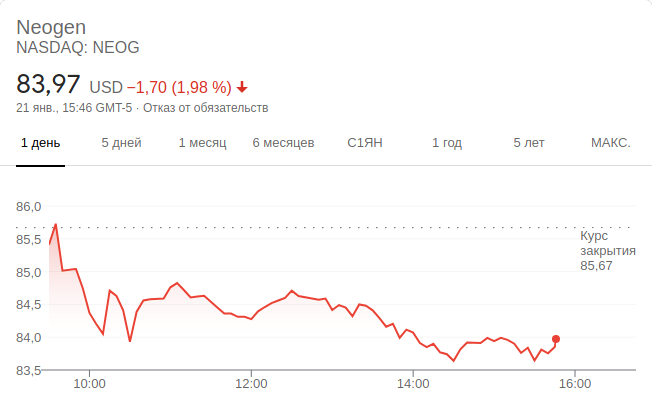 Neogen
NASDAQ: NEOG
83,97 USD −1,70 (1,98 %)
21 янв., 15:46 GMT-5 · Отказ от обязательств
1 день 5 дней 1 месяц 6 месяцев С1ЯН 1 год 5 лет МАКС.
86,0
85,5
85,0
84,5
84,0
83,5
Курс
закрытия
85,67
10:00 12:00 14:00 16:00